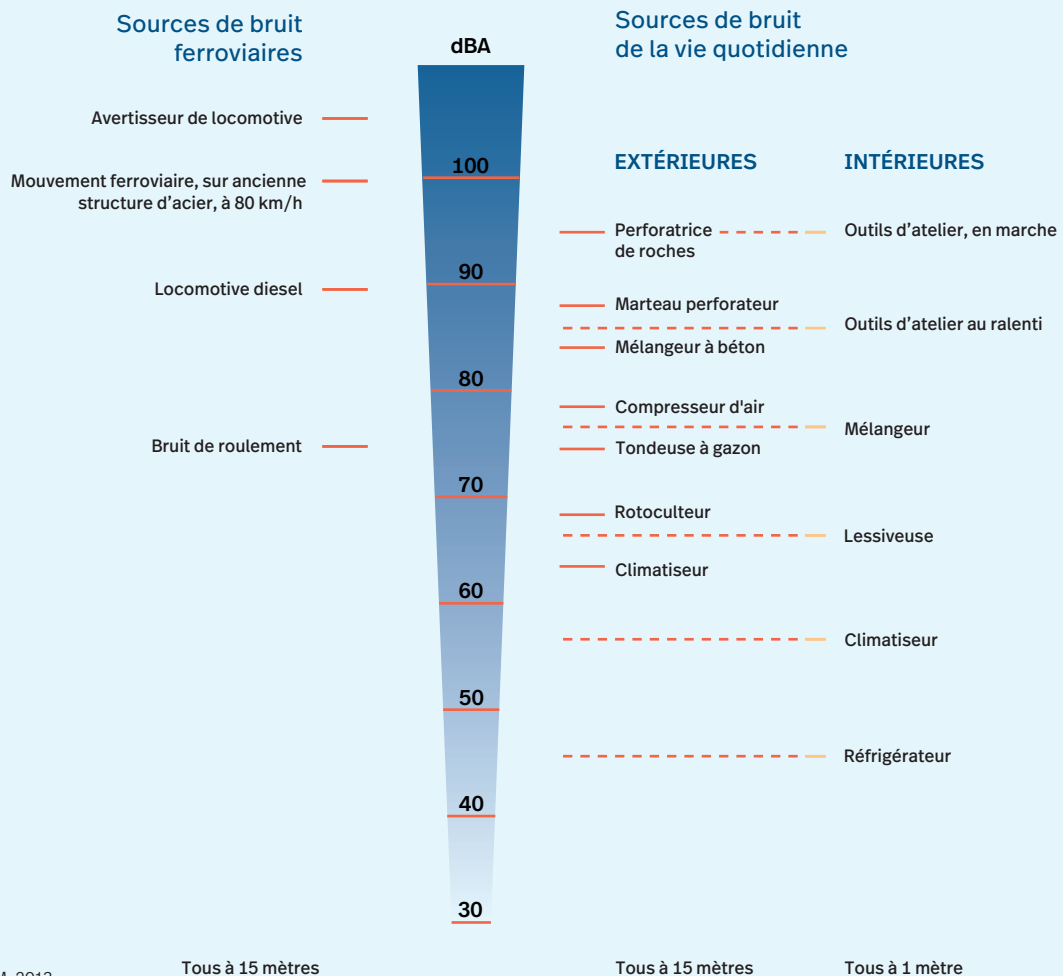 Sources de bruit
ferroviaires
dBA
Sources de bruit
de la vie quotidienne
EXTÉRIEURES
INTÉRIEURES
Avertisseur de locomotive
Mouvement ferroviaire, sur ancienne
structure d'acier, à 80 km/h
Locomotive diesel
Bruit de roulement
100
90
80
70
60
50
40
30
Perforatrice
de roches
Marteau perforateur
Mélangeur à béton
Compresseur d'air
Tondeuse à gazon
Rotoculteur
Climatiseur
Outils d'atelier, en marche
Outils d'atelier au ralenti
Mélangeur
Lessiveuse
Climatiseur
Réfrigérateur
Tous à 15 mètres
Tous à 15 mètres
Tous à 1 mètre